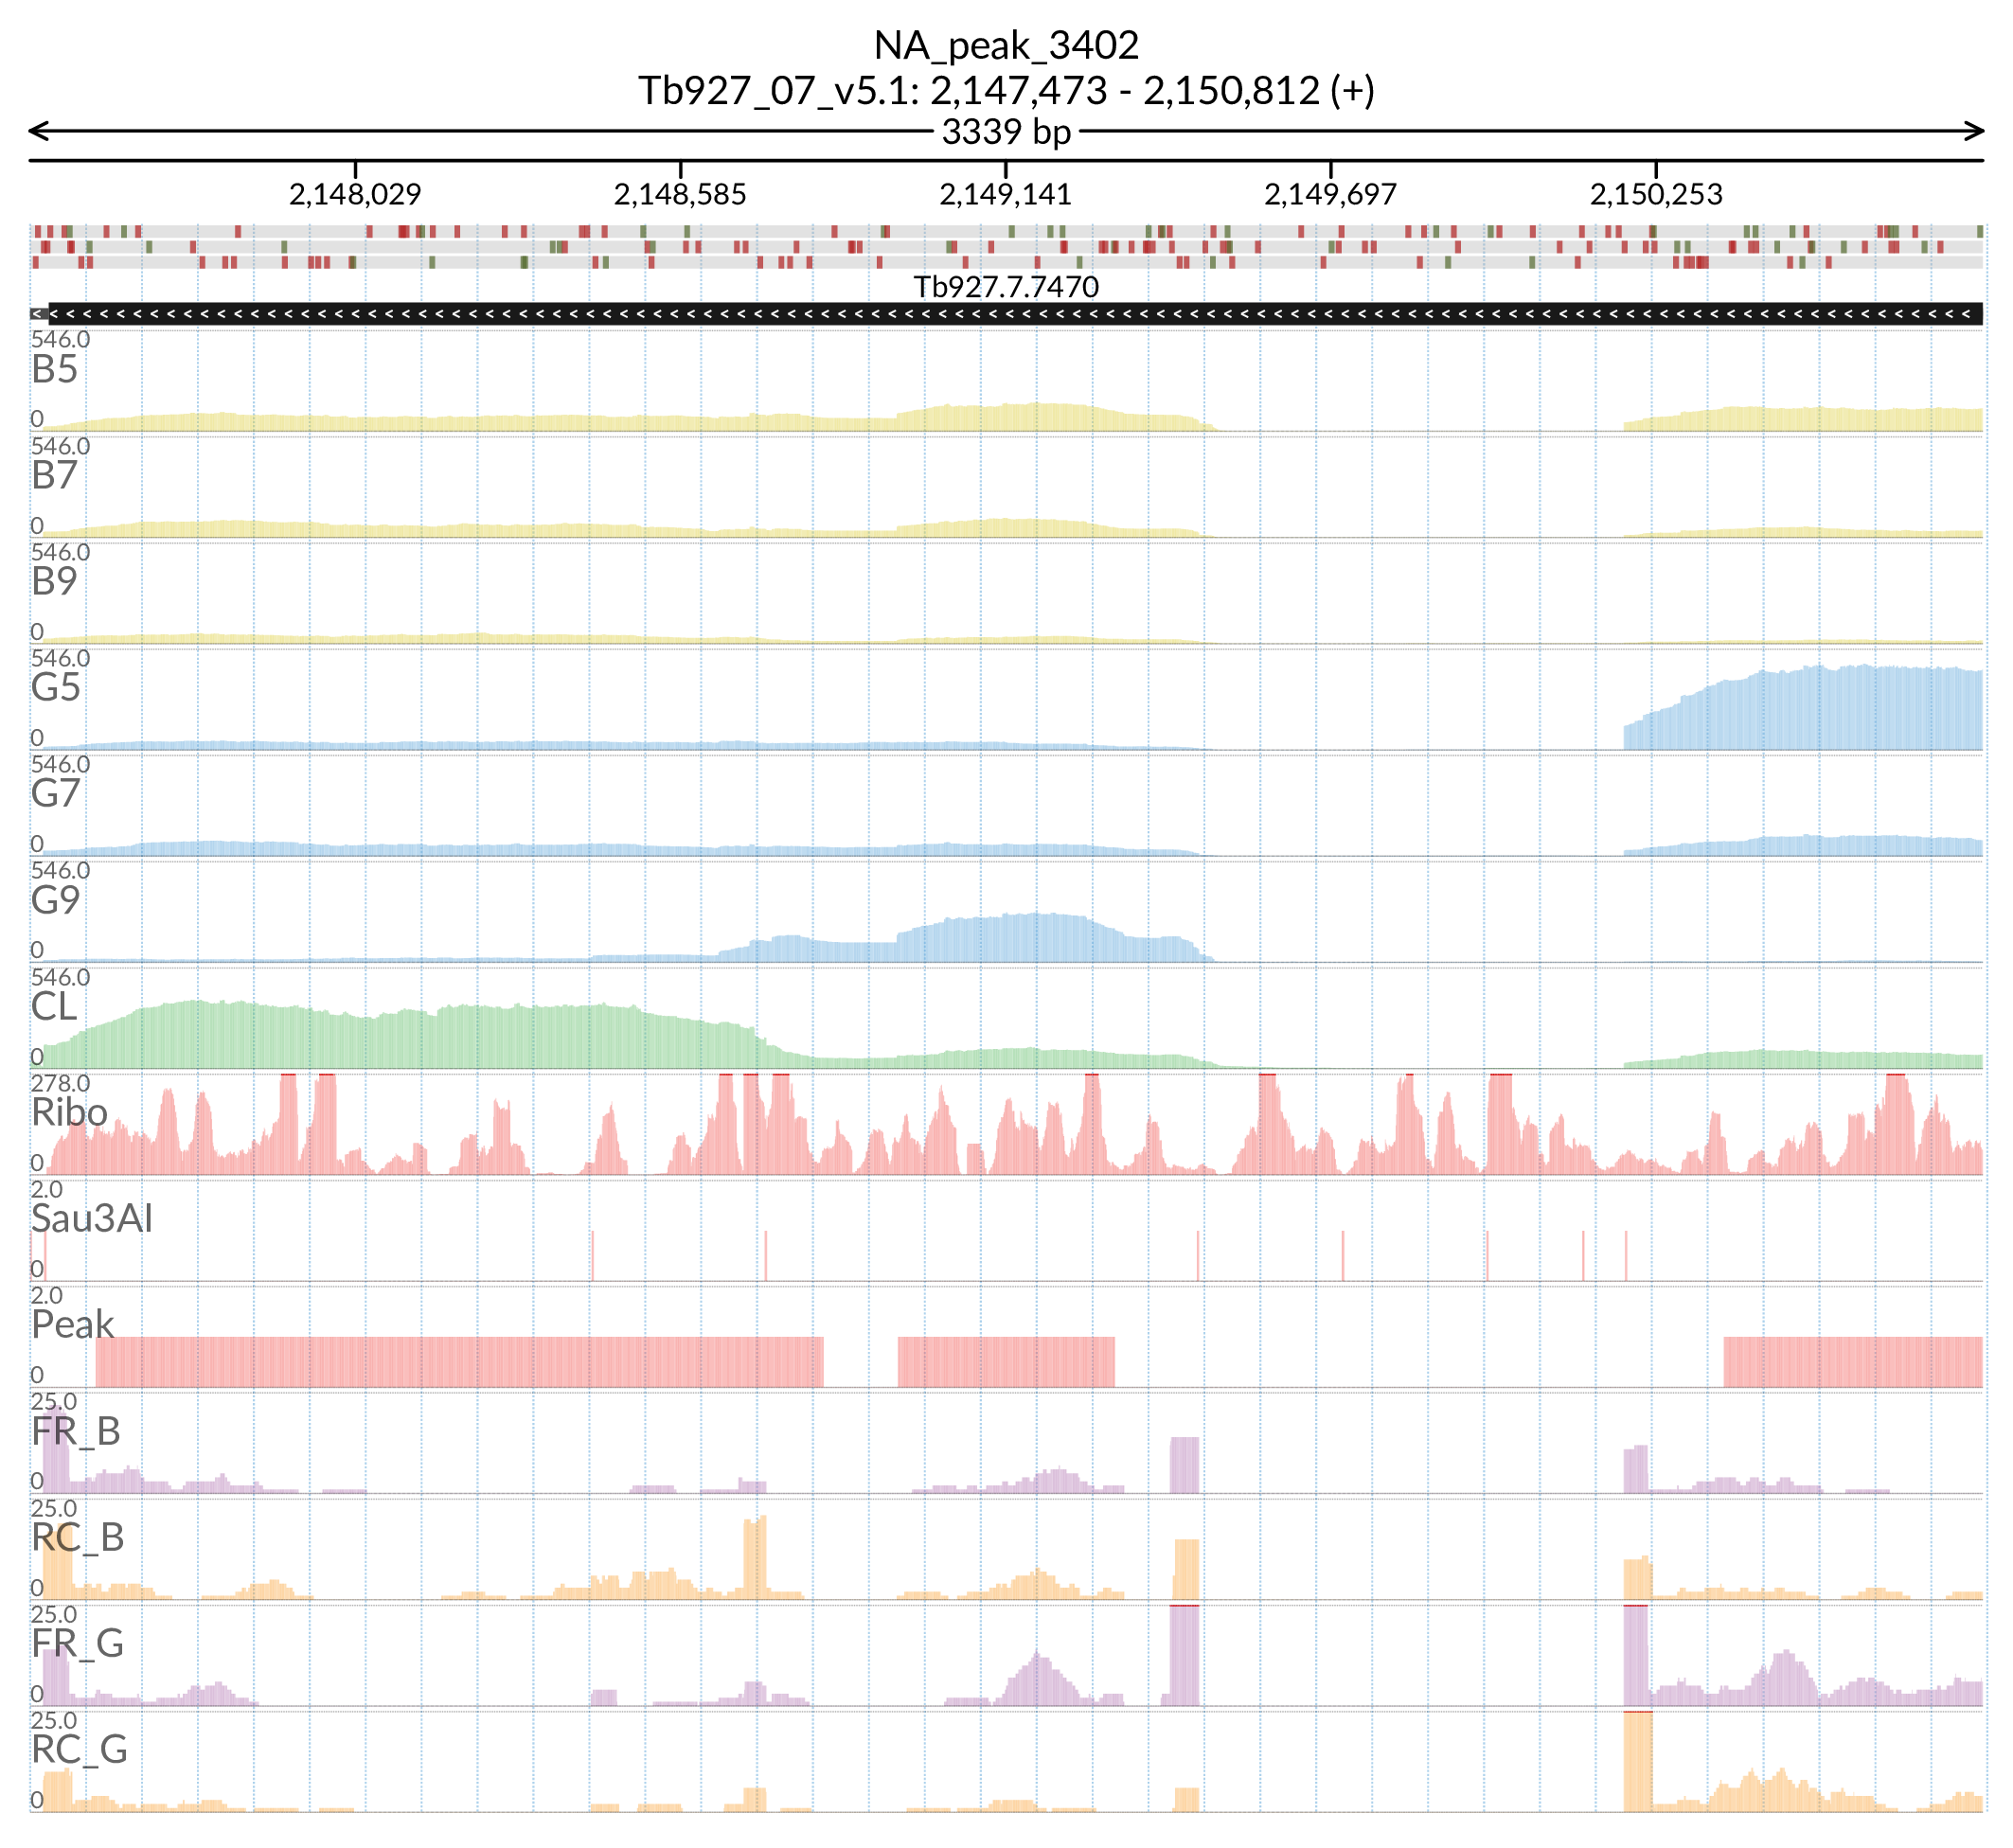 NA_peak_3402
Tb927_07_v5.1: 2,147,473 - 2,150,812 (+)
3339 bp
2,148,029 2,148,585 2,149,141 2,149,697 2,150,253
Tb927.7.7470
546.0
B5
0
546.0
B7
0
546.0
B9
0
546.0
G5
0
546.0
G7
0
546.0
G9
0
546.0
CL
0
278.0
Ribo
0
2.0
Sau3AI
0
2.0
Peak
0
25.0
FR_B
0
25.0
RC_B
0
25.0
FR_G
0
25.0
RC_G
0